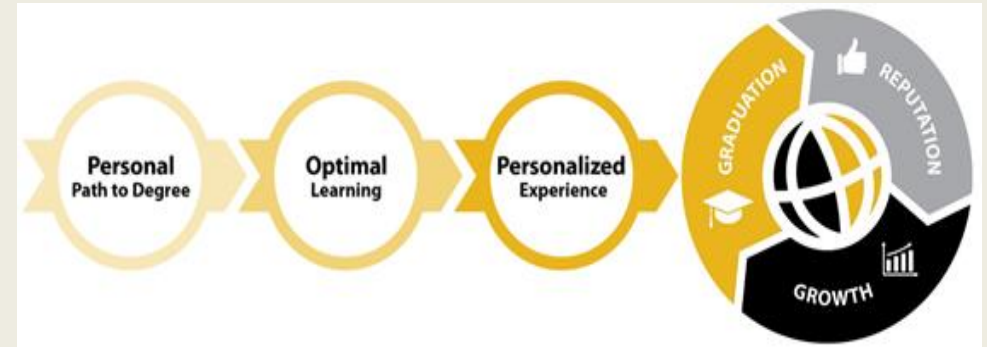 Personal
Path to Degree
Optimal
Learning
Personalized
Experience
GRADUATION
REPUTATION
GROWTH